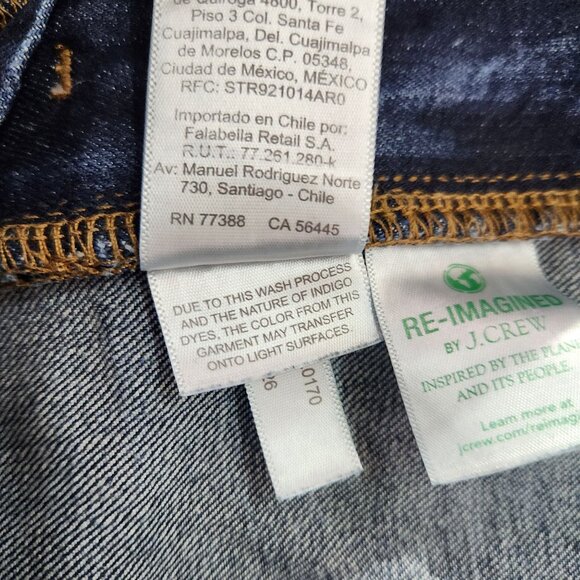 de Quiroga 4800, Torre 2,
Piso 3 Col. Santa Fe
Cuajimalpa, Del. Cuajimalpa
de Morelos C.P. 05348,
Ciudad de México, MÉXICO
RFC: STR921014AR0
Importado en Chile por:
Falabella Retail S.A.
R.U.T.: 77.261.280-k
Av: Manuel Rodriguez Norte
730, Santiago - Chile
RN 77388 CA 56445
DUE TO THIS WASH PROCESS
AND THE NATURE OF INDIGO
DYES, THE COLOR FROM THIS
GARMENT MAY TRANSFER
ONTO LIGHT SURFACES.
RE-IMAGINED
BY J.CREW
INSPIRED BY THE PLANE
AND ITS PEOPLE.
Learn more at
jcrew.com/reimag